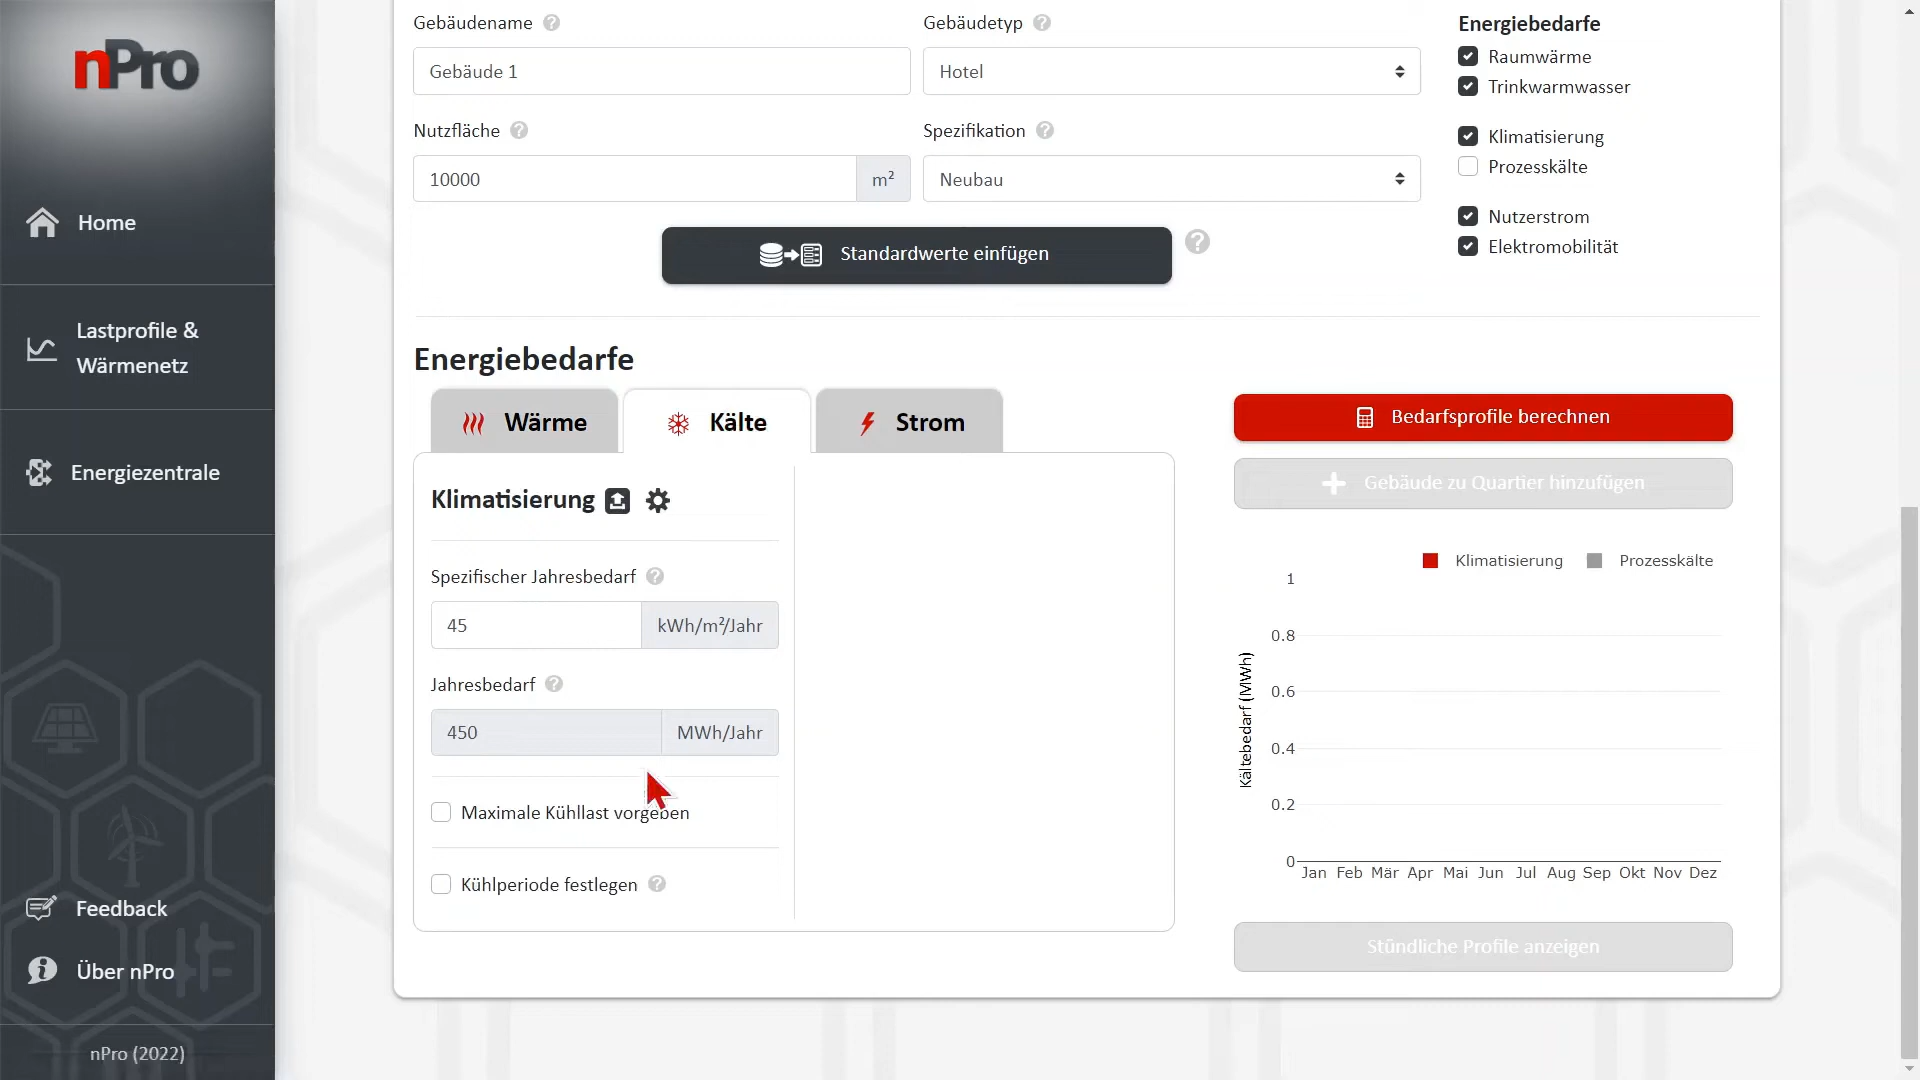 nPro
Home
Lastprofile &
Wärmenetz
Energiezentrale
Feedback
Über nPro
nPro (2022)
Gebäudename ?
Gebäude 1
Gebäudetyp ?
Hotel
Nutzfläche ?
10000 m²
Spezifikation ?
Neubau
Standardwerte einfügen ?
Energiebedarfe
Raumwärme
Trinkwarmwasser
Klimatisierung
Prozesskälte
Nutzerstrom
Elektromobilität
Energiebedarfe
Wärme
Kälte
Strom
Klimatisierung
Spezifischer Jahresbedarf ?
45 kWh/m²/Jahr
Jahresbedarf ?
450 MWh/Jahr
Maximale Kühllast vorgeben
Kühlperiode festlegen ?
Bedarfsprofile berechnen
Gebäude zu Quartier hinzufügen
Klimatisierung Prozesskälte
Kältebedarf (MWh)
1
0.8
0.6
0.4
0.2
0
Jan Feb Mär Apr Mai Jun Jul Aug Sep Okt Nov Dez
Stündliche Profile anzeigen